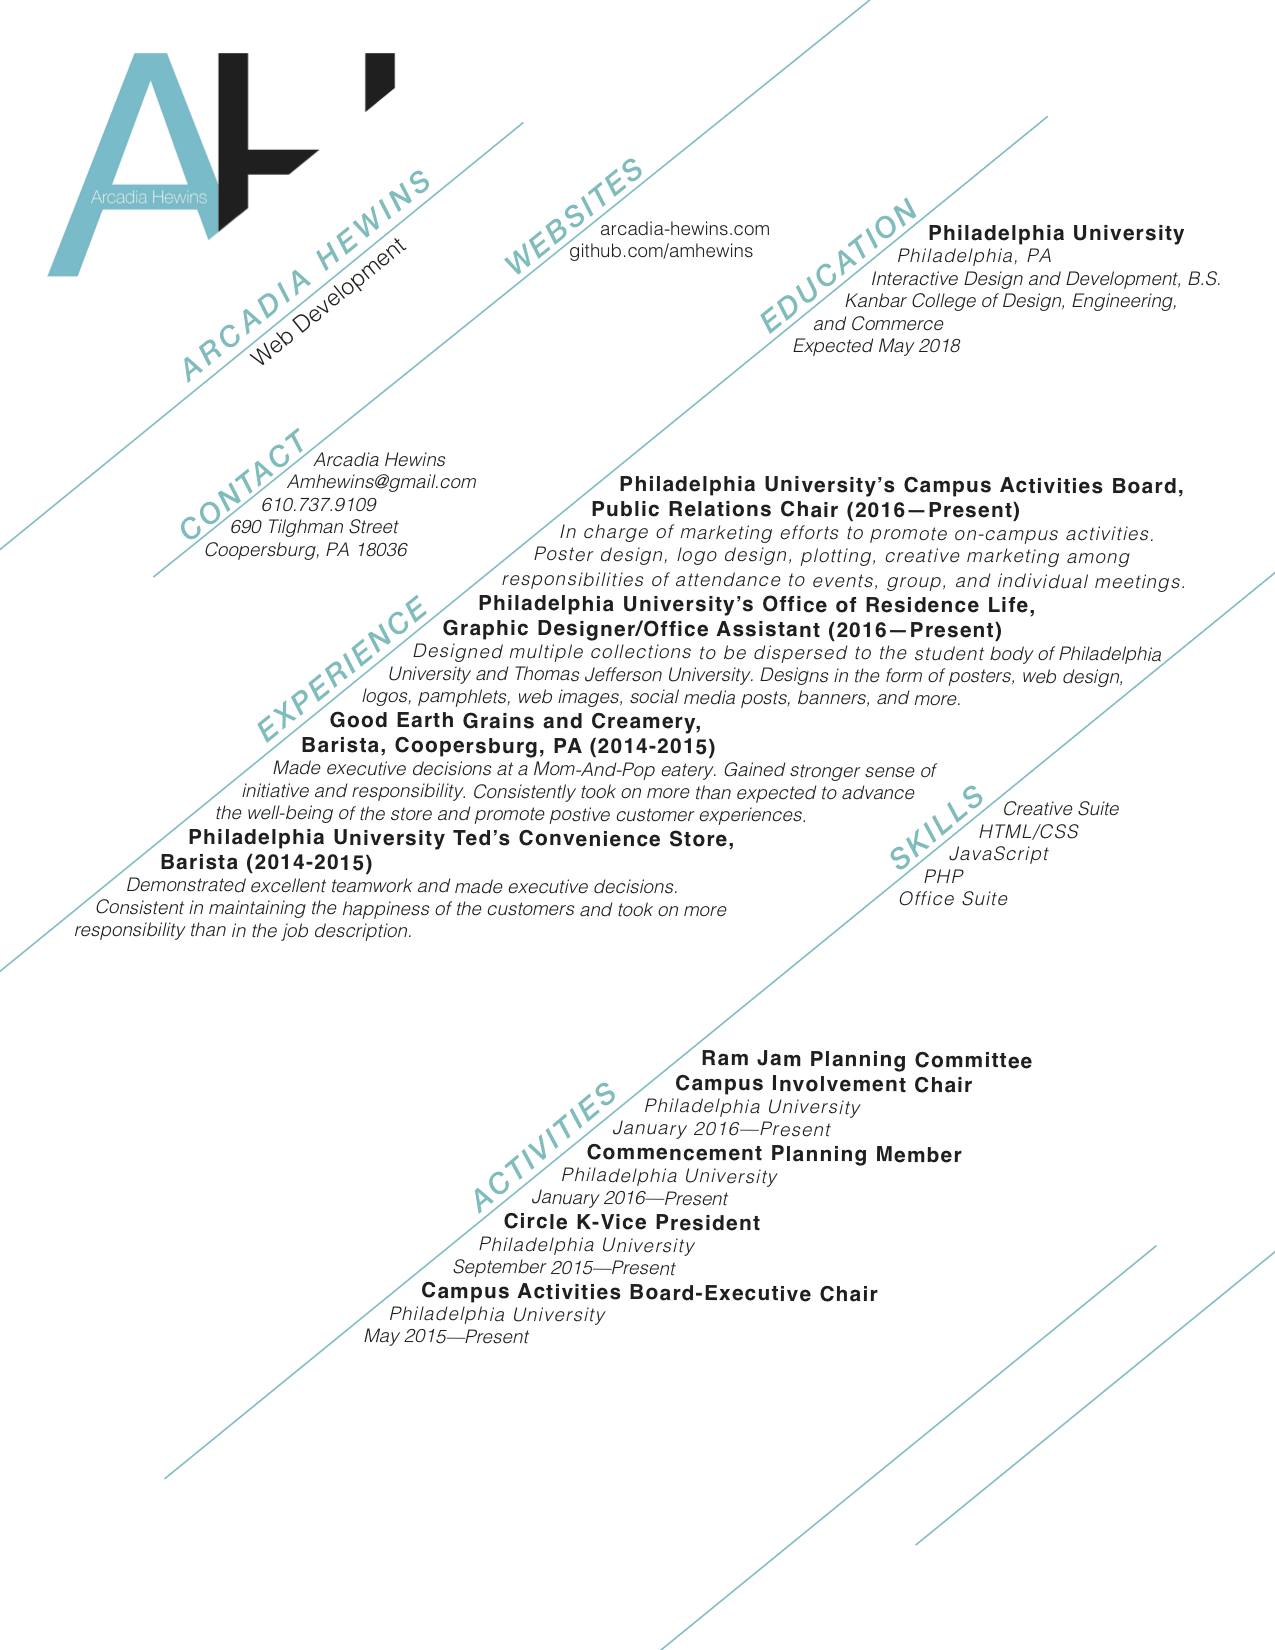 AH
Arcadia Hewins
ARCADIA HEWINS
Web Development
WEBSITES
arcadia-hewins.com
github.com/amhewins
EDUCATION
Philadelphia University
Philadelphia, PA
Interactive Design and Development, B.S.
Kanbar College of Design, Engineering,
and Commerce
Expected May 2018
CONTACT
Arcadia Hewins
Amhewins@gmail.com
610.737.9109
690 Tilghman Street
Coopersburg, PA 18036
EXPERIENCE
Philadelphia University’s Campus Activities Board,
Public Relations Chair (2016—Present)
In charge of marketing efforts to promote on-campus activities.
Poster design, logo design, plotting, creative marketing among
responsibilities of attendance to events, group, and individual meetings.
Philadelphia University’s Office of Residence Life,
Graphic Designer/Office Assistant (2016—Present)
Designed multiple collections to be dispersed to the student body of Philadelphia
University and Thomas Jefferson University. Designs in the form of posters, web design,
logos, pamphlets, web images, social media posts, banners, and more.
Good Earth Grains and Creamery,
Barista, Coopersburg, PA (2014-2015)
Made executive decisions at a Mom-And-Pop eatery. Gained stronger sense of
initiative and responsibility. Consistently took on more than expected to advance
the well-being of the store and promote postive customer experiences.
Philadelphia University Ted’s Convenience Store,
Barista (2014-2015)
Demonstrated excellent teamwork and made executive decisions.
Consistent in maintaining the happiness of the customers and took on more
responsibility than in the job description.
SKILLS
Creative Suite
HTML/CSS
JavaScript
PHP
Office Suite
ACTIVITIES
Ram Jam Planning Committee
Campus Involvement Chair
Philadelphia University
January 2016—Present
Commencement Planning Member
Philadelphia University
January 2016—Present
Circle K-Vice President
Philadelphia University
September 2015—Present
Campus Activities Board-Executive Chair
Philadelphia University
May 2015—Present